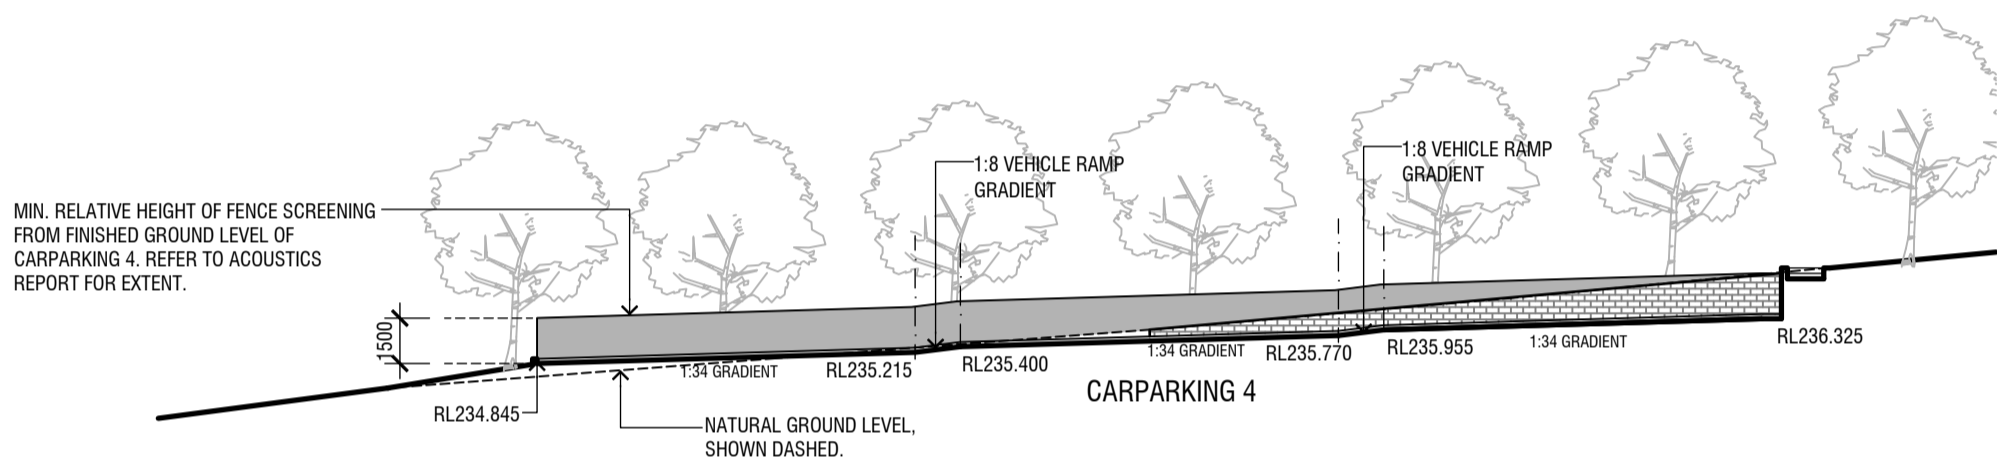 MIN. RELATIVE HEIGHT OF FENCE SCREENING
FROM FINISHED GROUND LEVEL OF
CARPARKING 4. REFER TO ACOUSTICS
REPORT FOR EXTENT.
1500
1:8 VEHICLE RAMP
GRADIENT
1:8 VEHICLE RAMP
GRADIENT
RL234.845
1:34 GRADIENT
RL235.215
RL235.400
1:34 GRADIENT
RL235.770
RL235.955
1:34 GRADIENT
RL236.325
CARPARKING 4
NATURAL GROUND LEVEL,
SHOWN DASHED.